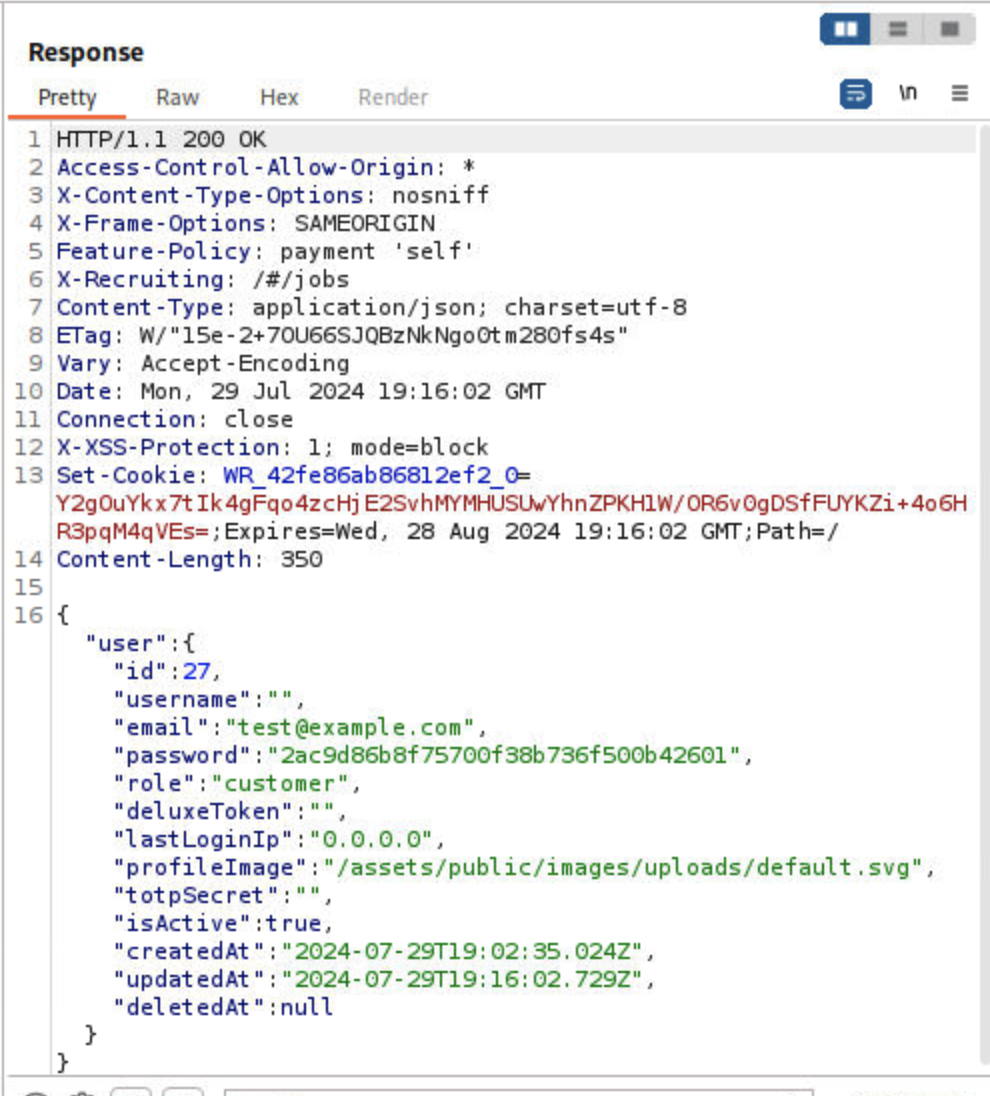 Response
Pretty Raw Hex Render \n
1 HTTP/1.1 200 OK
2 Access-Control-Allow-Origin: *
3 X-Content-Type-Options: nosniff
4 X-Frame-Options: SAMEORIGIN
5 Feature-Policy: payment 'self'
6 X-Recruiting: /#/jobs
7 Content-Type: application/json; charset=utf-8
8 ETag: W/"15e-2+7OU66SJQBzNkNgo0tm280fs4s"
9 Vary: Accept-Encoding
10 Date: Mon, 29 Jul 2024 19:16:02 GMT
11 Connection: close
12 X-XSS-Protection: 1; mode=block
13 Set-Cookie: WR_42fe86ab86812ef2_0=
Y2gOuYkx7tIk4gFqo4zcHjE2SvhMYMHUSUwYhnZPKHlW/OR6v0gDSfFUYKZi+4o6H
R3pqM4qVEs=;Expires=Wed, 28 Aug 2024 19:16:02 GMT;Path=/
14 Content-Length: 350
15
16 {
"user":{
"id":27,
"username":"",
"email":"test@example.com",
"password":"2ac9d86b8f75700f38b736f500b42601",
"role":"customer",
"deluxeToken":"",
"lastLoginIp":"0.0.0.0",
"profileImage":"/assets/public/images/uploads/default.svg",
"totpSecret":"",
"isActive":true,
"createdAt":"2024-07-29T19:02:35.024Z",
"updatedAt":"2024-07-29T19:16:02.729Z",
"deletedAt":null
}
}